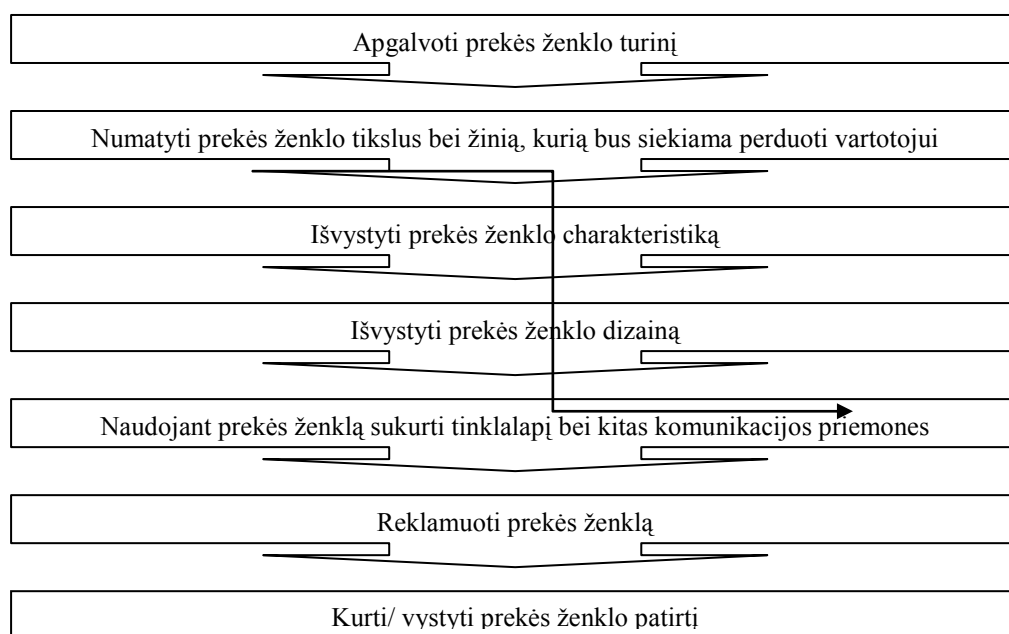 Apgalvoti prekės ženklo turinį
Numatyti prekės ženklo tikslus bei žinią, kurią bus siekiama perduoti vartotojui
Išvystyti prekės ženklo charakteristiką
Išvystyti prekės ženklo dizainą
Naudojant prekės ženklą sukurti tinklalapį bei kitas komunikacijos priemones
Reklamuoti prekės ženklą
Kurti/ vystyti prekės ženklo patirtį